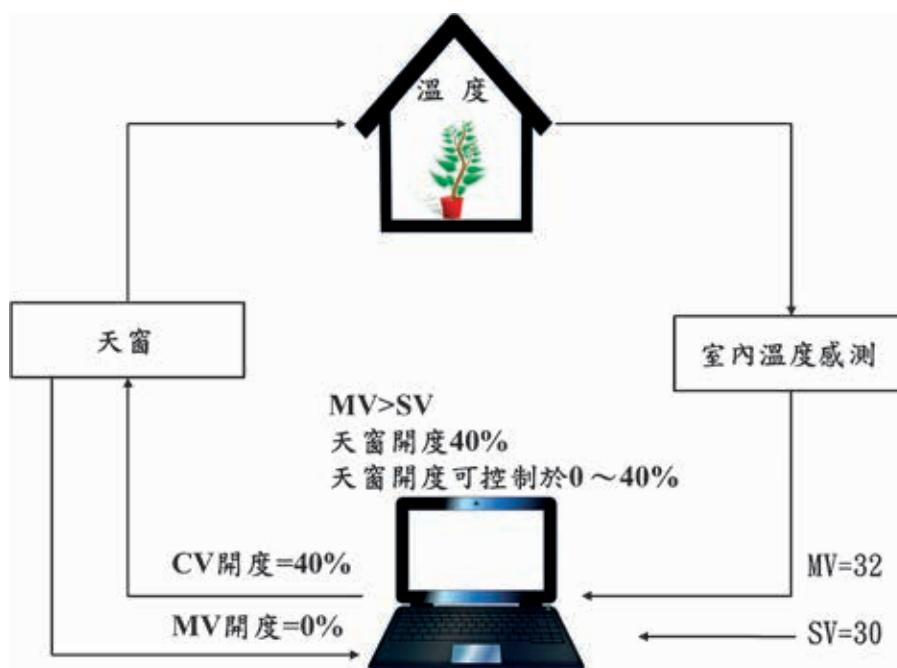 溫 度
天窗
室內溫度感測
MV>SV
天窗開度40%
天窗開度可控制於0～40%
CV開度=40%
MV=32
MV開度=0%
SV=30